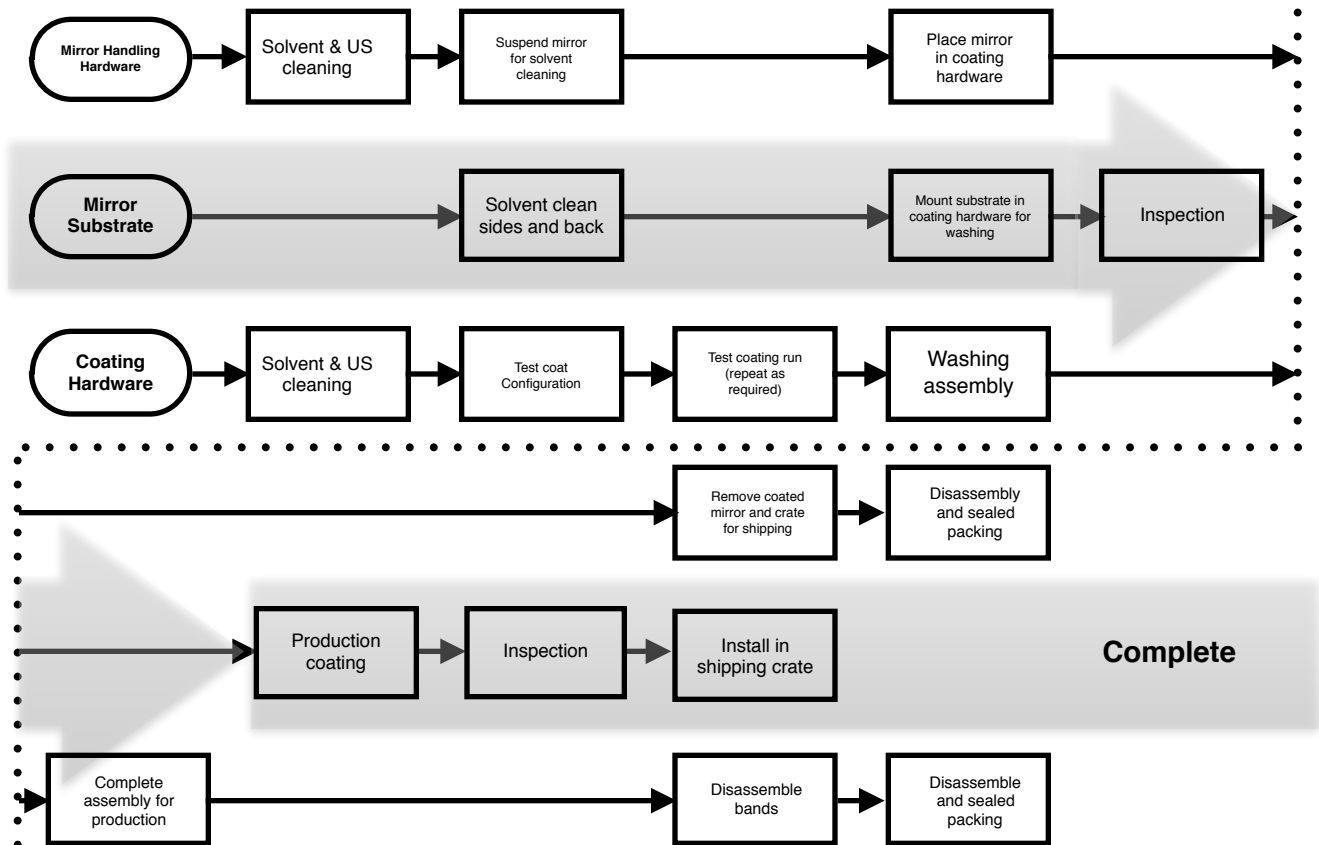 Mirror Handling
Hardware
Solvent & US
cleaning
Suspend mirror
for solvent
cleaning
Place mirror
in coating
hardware
Mirror
Substrate
Solvent clean
sides and back
Mount substrate in
coating hardware for
washing
Inspection
Coating
Hardware
Solvent & US
cleaning
Test coat
Configuration
Test coating run
(repeat as
required)
Washing
assembly
Remove coated
mirror and crate
for shipping
Disassembly
and sealed
packing
Production
coating
Inspection
Install in
shipping crate
Complete
Complete
assembly for
production
Disassemble
bands
Disassemble
and sealed
packing